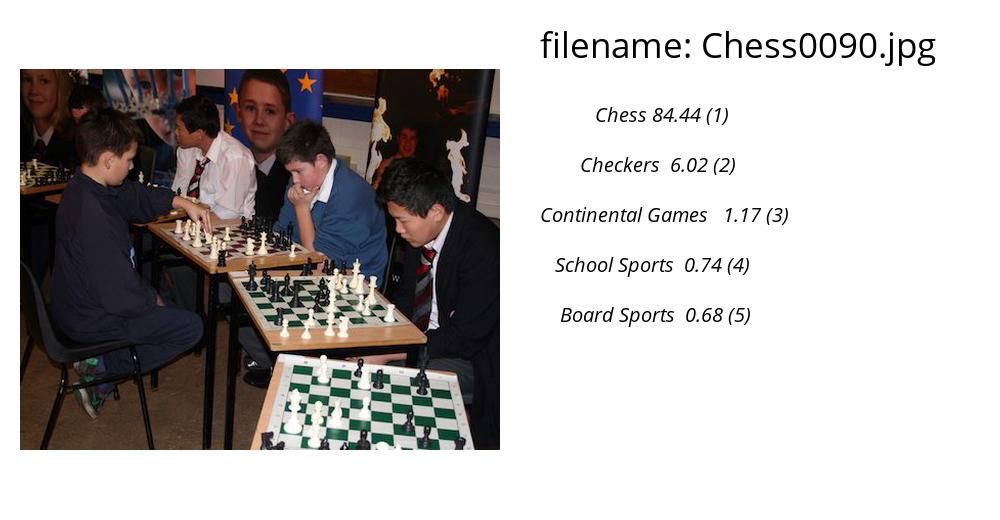 filename: Chess0090.jpg
Chess 84.44 (1)
Checkers 6.02 (2)
Continental Games 1.17 (3)
School Sports 0.74 (4)
Board Sports 0.68 (5)